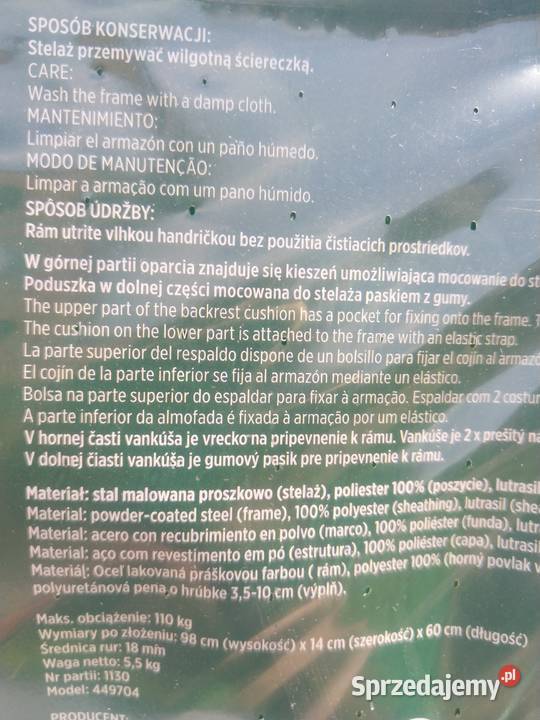 SPOSÓB KONSERWACJI:
Stelaż przemywać wilgotną ściereczką.
CARE:
Wash the frame with a damp cloth.
MANTENIMIENTO:
Limpiar el armazón con un paño húmedo.
MODO DE MANUTENÇÃO:
Limpar a armação com um pano húmido.
SPÔSOB ÚDRŽBY:
Rám utrite vlhkou handričkou bez použitia čistiacich prostriedkov.
W górnej partii oparcia znajduje się kieszeń umożliwiająca mocowanie do st
Poduszka w dolnej części mocowana do stelaża paskiem z gumy.
The upper part of the backrest cushion has a pocket for fixing onto the frame.
The cushion on the lower part is attached to the frame with an elastic strap.
La parte superior del respaldo dispone de un bolsillo para fijar el cojín al armazó
El cojín de la parte inferior se fija al armazón mediante un elástico.
Bolsa na parte superior do espaldar para fixar à armação. Espaldar com 2 costur
A parte inferior da almofada é fixada à armação por um elástico.
V hornej časti vankúša je vrecko na pripevnenie k rámu. Vankúše je 2 x prešitý na
V dolnej čiasti vankúša je gumový pasik pre pripevnenie k rámu.
Materiał: stal malowana proszkowo (stelaż), poliester 100% (poszycie), lutrasil
Material: powder-coated steel (frame), 100% polyester (sheathing), lutrasil (shea
Material: acero con recubrimiento en polvo (marco), 100% poliéster (funda), lutr
Material: aço com revestimento em pó (estrutura), 100% poliéster (capa), lutrasil
Materiál: Oceľ lakovaná práškovou farbou ( rám), polyester 100% (horný povlak v
polyuretánová pena o hrúbke 3,5-10 cm (výplň).
Maks. obciążenie: 110 kg
Wymiary po złożeniu: 98 cm (wysokość) x 14 cm (szerokość) x 60 cm (długość)
Średnica rur: 18 mm
Waga netto: 5,5 kg
Nr partii: 1130
Model: 449704
PRODUCENT:
Sprzedajemy.pl